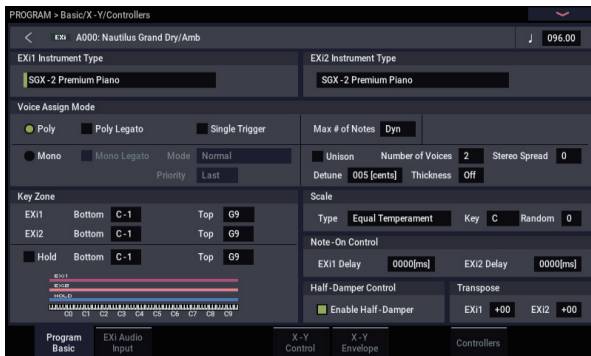 PROGRAM > Basic/X-Y/Controllers
EXi A000: Nautilus Grand Dry/Amb ♩ 096.00
EXi1 Instrument Type EXi2 Instrument Type
SGX-2 Premium Piano SGX-2 Premium Piano
Voice Assign Mode
Poly Poly Legato Single Trigger Max # of Notes Dyn
Mono Mono Legato Mode Normal Unison Number of Voices 2 Stereo Spread 0
Priority Last Detune 005 [cents] Thickness Off
Key Zone Scale
EXi1 Bottom C-1 Top G9 Type Equal Temperament Key C Random 0
EXi2 Bottom C-1 Top G9 Note-On Control
Hold Bottom C-1 Top G9 EXi1 Delay 0000[ms] EXi2 Delay 0000[ms]
EXi1
EXi2 Half-Damper Control Transpose
HOLD Enable Half-Damper EXi1 +00 EXi2 +00
C0 C1 C2 C3 C4 C5 C6 C7 C8 C9
Program Basic EXi Audio Input X-Y Control X-Y Envelope Controllers